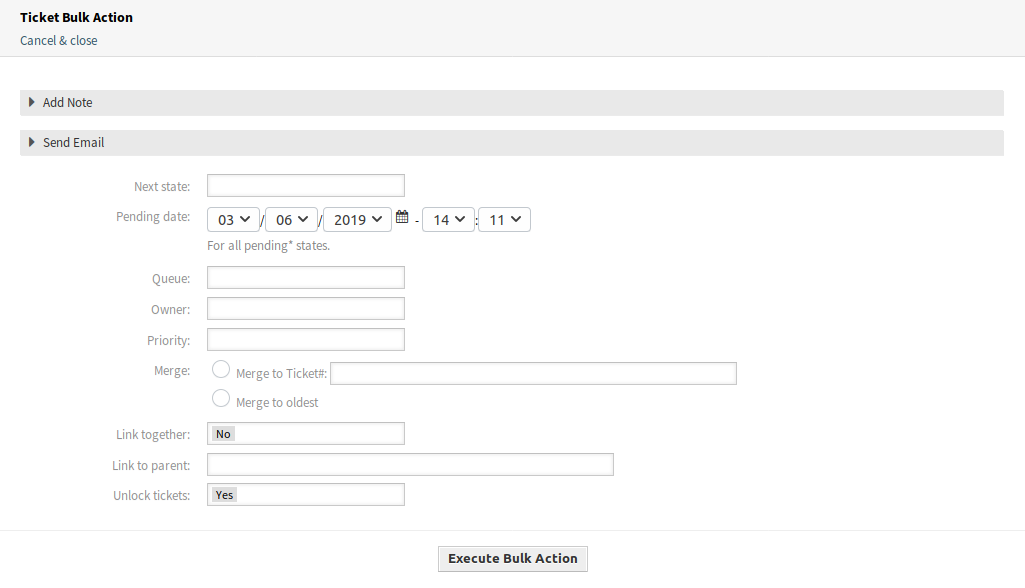 Ticket Bulk Action
Cancel & close
Add Note
Send Email
Next state:
Pending date: 03 / 06 / 2019 - 14 : 11
For all pending* states.
Queue:
Owner:
Priority:
Merge: Merge to Ticket#:
Merge to oldest
Link together: No
Link to parent:
Unlock tickets: Yes
Execute Bulk Action